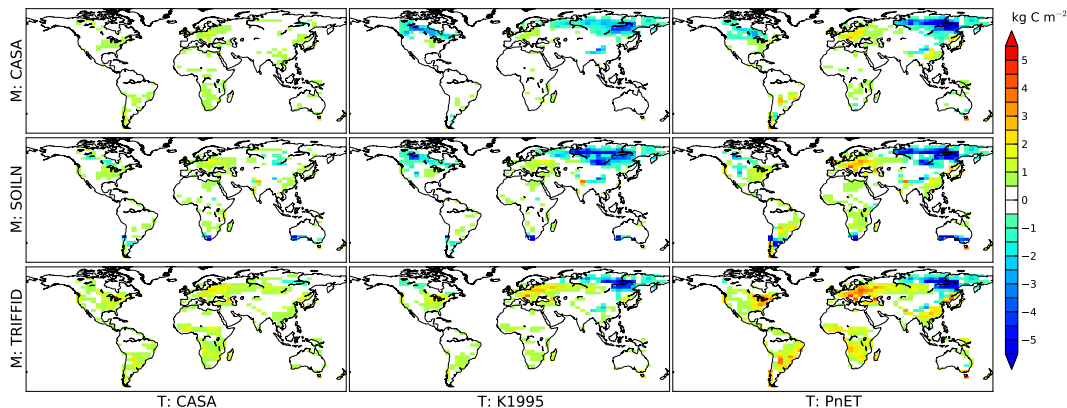 kg C m⁻²
M: CASA
M: SOILN
M: TRIFFID
T: CASA
T: K1995
T: PnET
5
4
3
2
1
0
−1
−2
−3
−4
−5